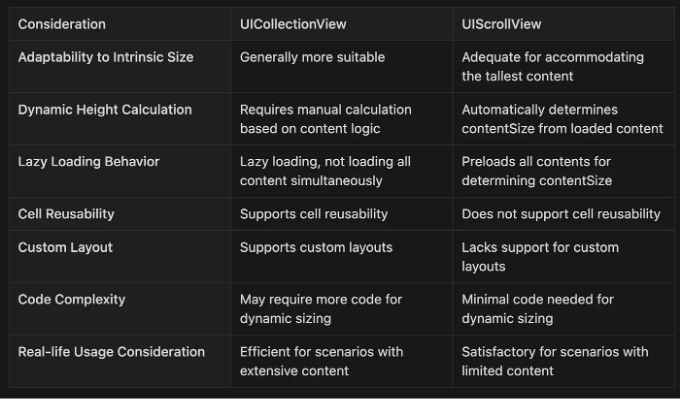 Consideration UICollectionView UIScrollView
Adaptability to Intrinsic Size Generally more suitable Adequate for accommodating
the tallest content
Dynamic Height Calculation Requires manual calculation Automatically determines
based on content logic contentSize from loaded content
Lazy Loading Behavior Lazy loading, not loading all Preloads all contents for
content simultaneously determining contentSize
Cell Reusability Supports cell reusability Does not support cell reusability
Custom Layout Supports custom layouts Lacks support for custom
layouts
Code Complexity May require more code for Minimal code needed for
dynamic sizing dynamic sizing
Real-life Usage Consideration Efficient for scenarios with Satisfactory for scenarios with
extensive content limited content